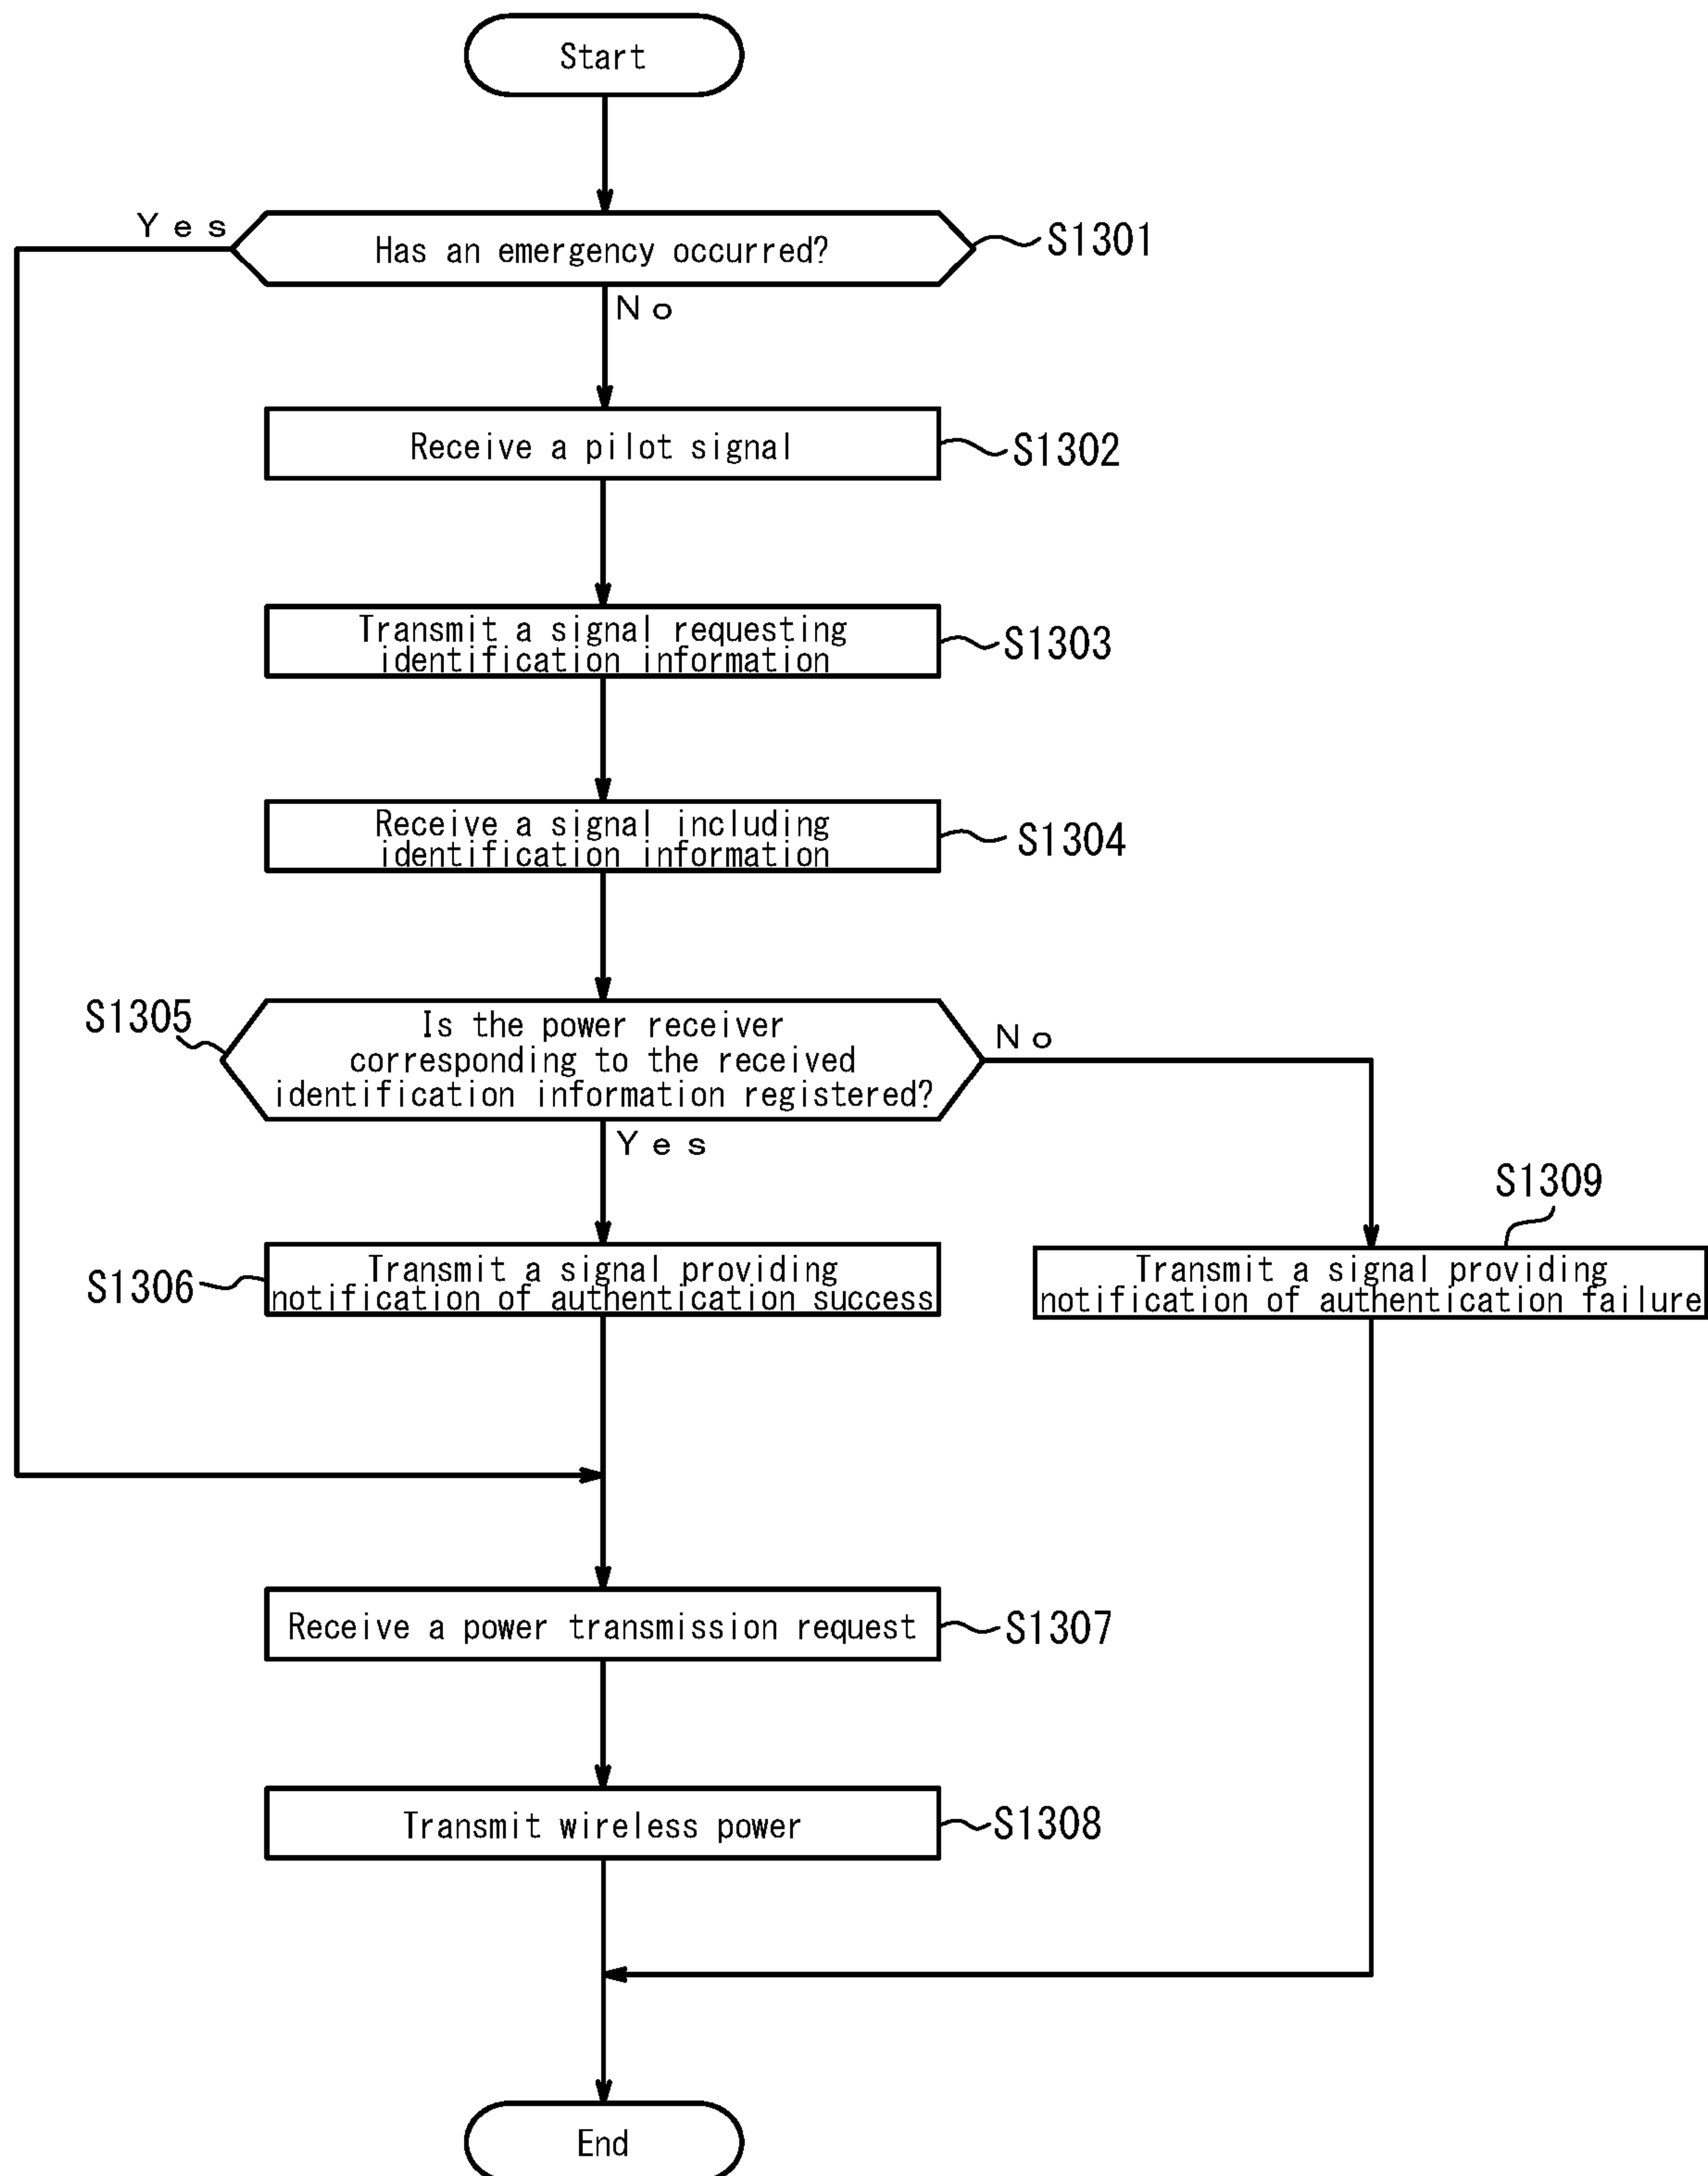 Start
Yes
Has an emergency occurred?
S1301
No
Receive a pilot signal
S1302
Transmit a signal requesting
identification information
S1303
Receive a signal including
identification information
S1304
S1305
Is the power receiver
corresponding to the received
identification information registered?
No
Yes
S1309
S1306
Transmit a signal providing
notification of authentication success
Transmit a signal providing
notification of authentication failure
Receive a power transmission request
S1307
Transmit wireless power
S1308
End